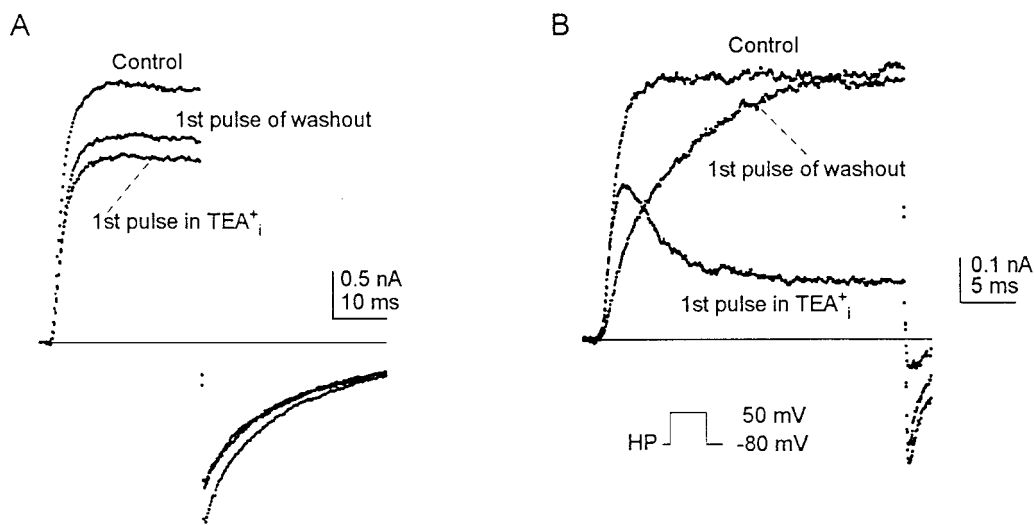 A
Control
1st pulse of washout
1st pulse in TEA⁺ᵢ
0.5 nA
10 ms
B
Control
1st pulse of washout
1st pulse in TEA⁺ᵢ
0.1 nA
5 ms
HP
50 mV
-80 mV